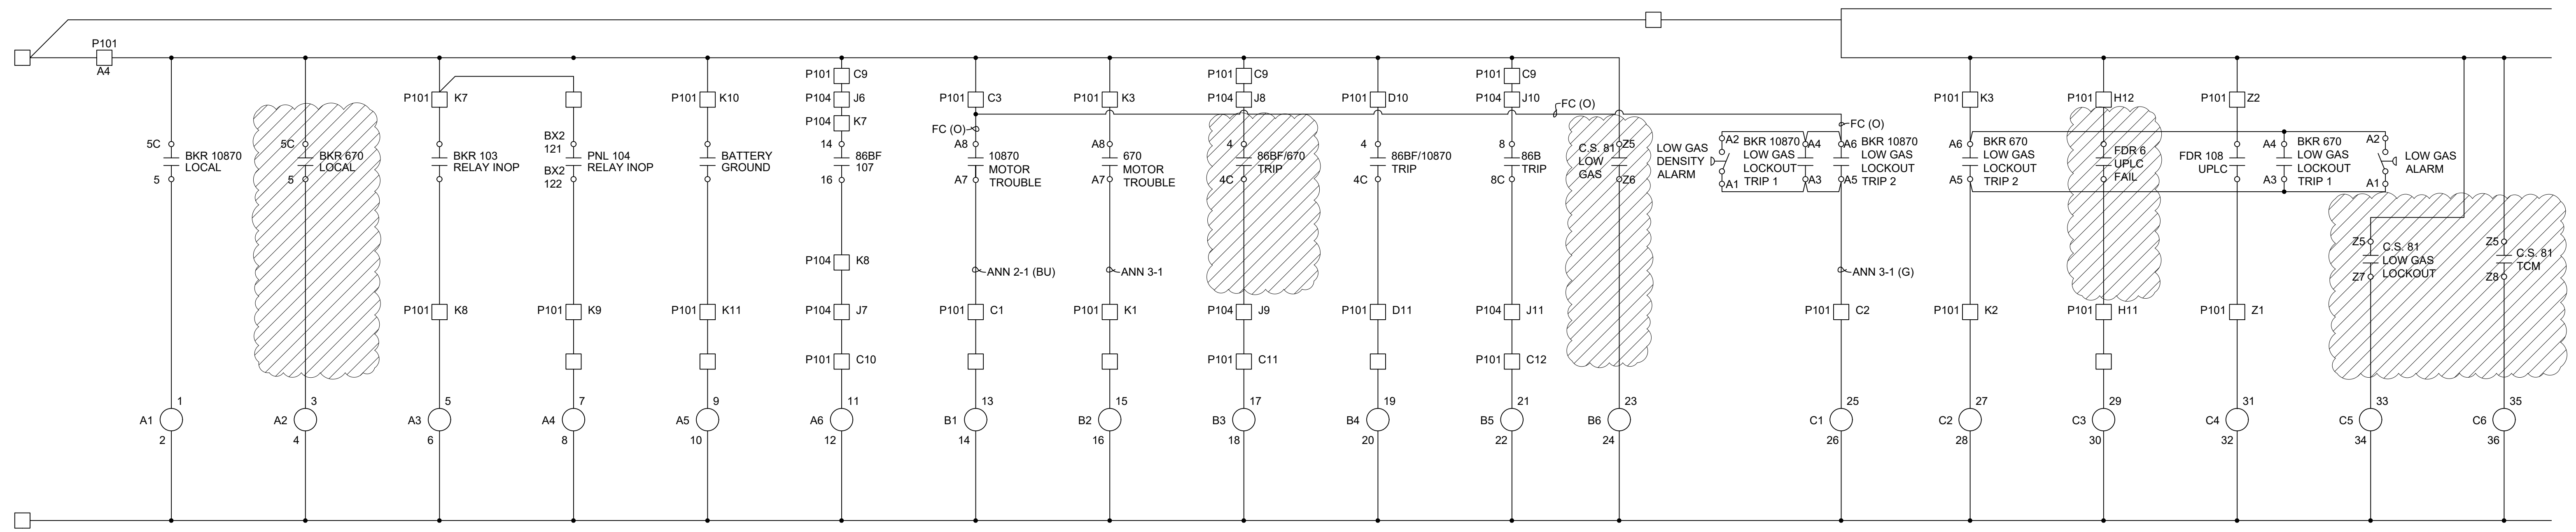 P101
A4
5C
BKR 10870
LOCAL
5
A1
1
2
5C
BKR 670
LOCAL
5
A2
3
4
P101 K7
BKR 103
RELAY INOP
P101 K8
A3
5
6
BX2
121
PNL 104
RELAY INOP
BX2
122
P101 K9
A4
7
8
P101 K10
BATTERY
GROUND
P101 K11
A5
9
10
P101 C9
P104 J6
P104 K7
14
86BF
107
16
P104 K8
P104 J7
P101 C10
A6
11
12
P101 C3
FC (O)
A8
10870
MOTOR
TROUBLE
A7
ANN 2-1 (BU)
P101 C1
B1
13
14
P101 K3
A8
670
MOTOR
TROUBLE
A7
ANN 3-1
P101 K1
B2
15
16
P101 C9
P104 J8
4
86BF/670
TRIP
4C
P104 J9
P101 C11
B3
17
18
P101 D10
4
86BF/10870
TRIP
4C
P101 D11
B4
19
20
P101 C9
P104 J10
8
86B
TRIP
8C
P104 J11
P101 C12
B5
21
22
FC (O)
C.S. 81
LOW
GAS
Z5
Z6
B6
23
24
LOW GAS
DENSITY
ALARM
A2
A1
BKR 10870
LOW GAS
LOCKOUT
TRIP 1
A4
A3
FC (O)
A6
BKR 10870
LOW GAS
LOCKOUT
TRIP 2
A5
ANN 3-1 (G)
C2
C1
25
26
P101 K3
A6
BKR 670
LOW GAS
LOCKOUT
TRIP 2
A5
P101 K2
C2
27
28
P101 H12
FDR 6
UPLC
FAIL
P101 H11
C3
29
30
P101 Z2
FDR 108
UPLC
P101 Z1
C4
31
32
A4
BKR 670
LOW GAS
LOCKOUT
TRIP 1
A3
A2
LOW GAS
ALARM
A1
Z5
C.S. 81
LOW GAS
LOCKOUT
Z7
C5
33
34
Z5
C.S. 81
TCM
Z8
C6
35
36